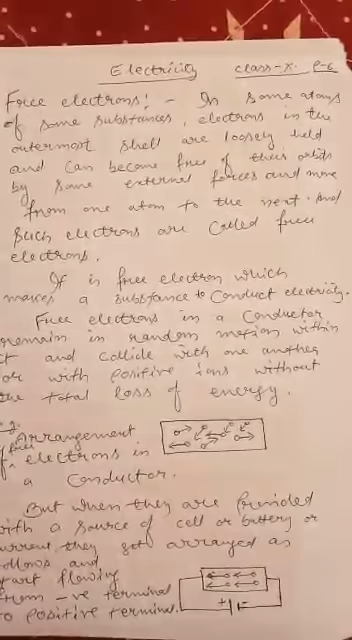 Electricity class-X. P-6
Free electrons! - In some atoms
of some substances, electrons in the
outermost shell are loosely held
and can become free of their orbits
by some external forces and move
from one atom to the next. And
such electrons are called free
electrons.
It is free electron which
makes a substance to conduct electricity.
Free electrons in a conductor
remain in random motion within
it and collide with one another
or with positive ions without
the total loss of energy.
Arrangement
of free electrons in
a conductor.
But when they are provided
with a source of cell or battery or
current they get arranged as
follows and
start flowing
from -ve terminal
to positive terminal.
+ -